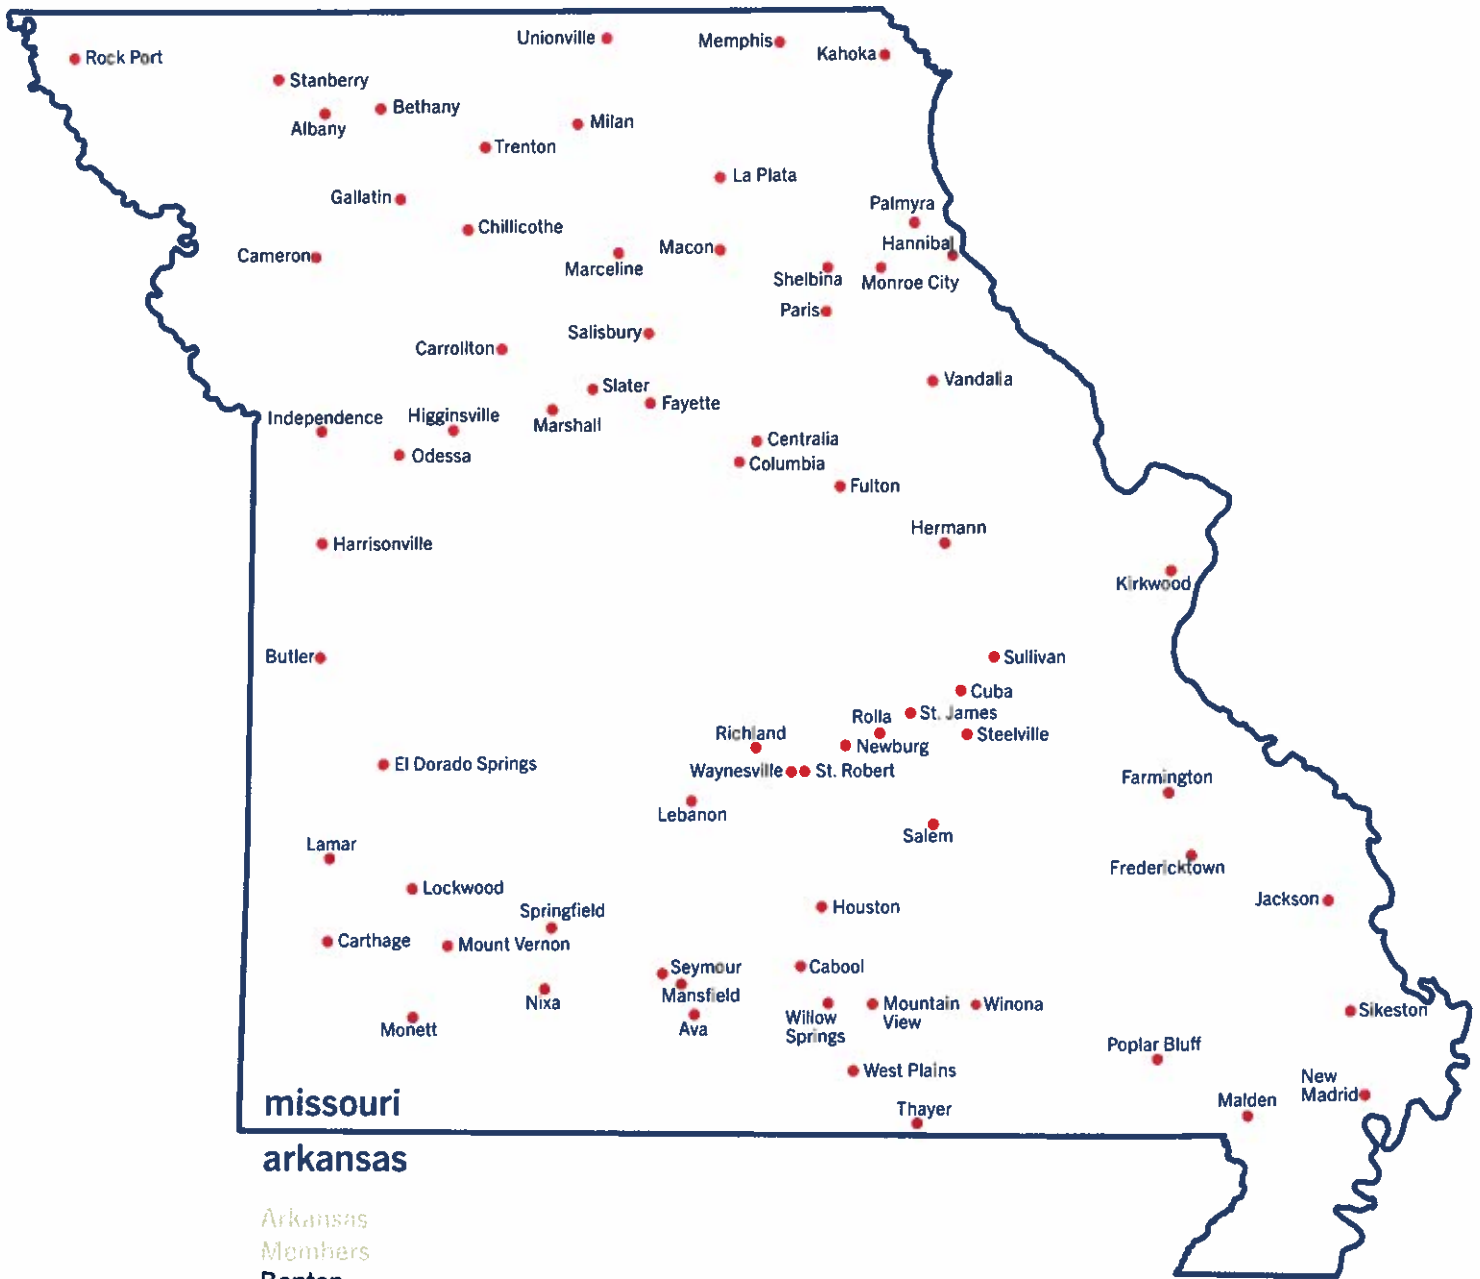 Unionville
Memphis
Kahoka
Rock Port
Stanberry
Bethany
Albany
Milan
Trenton
La Plata
Gallatin
Palmyra
Chillicothe
Hannibal
Macon
Cameron
Marceline
Shelbina
Monroe City
Paris
Salisbury
Carrollton
Vandalia
Slater
Fayette
Independence
Higginsville
Marshall
Centralia
Odessa
Columbia
Fulton
Hermann
Harrisonville
Kirkwood
Butler
Sullivan
Cuba
St. James
Rolla
Richland
Steelville
Newburg
El Dorado Springs
Waynesville
St. Robert
Farmington
Lebanon
Salem
Lamar
Fredericktown
Lockwood
Jackson
Springfield
Houston
Carthage
Mount Vernon
Seymour
Cabool
Mansfield
Nixa
Mountain
View
Winona
Willow
Springs
Sikeston
Monett
Ava
Poplar Bluff
West Plains
New
Madrid
Malden
Thayer
missouri
arkansas
Arkansas
Members
Benton